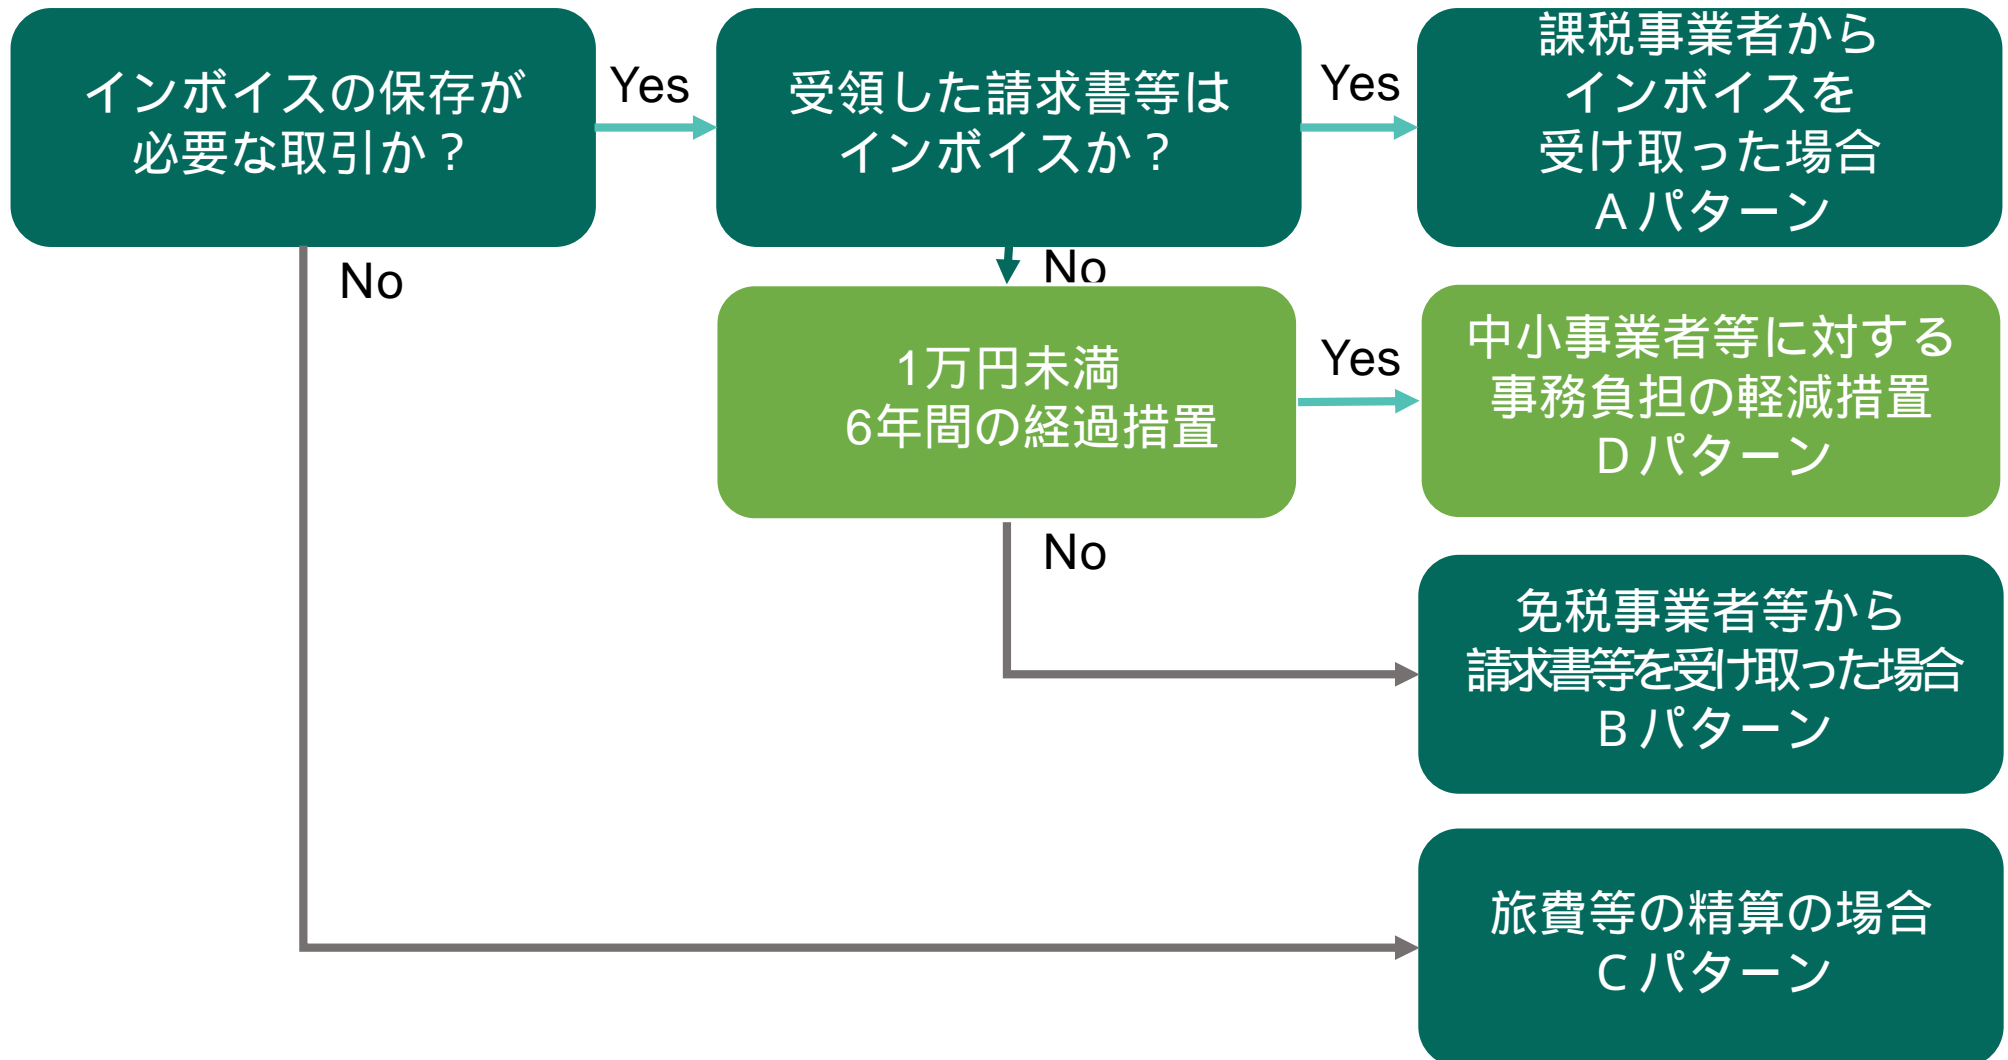 インボイスの保存が
必要な取引か？
Yes
受領した請求書等は
インボイスか？
Yes
課税事業者から
インボイスを
受け取った場合
Ａパターン
No
No
1万円未満
6年間の経過措置
Yes
中小事業者等に対する
事務負担の軽減措置
Ｄパターン
No
免税事業者等から
請求書等を受け取った場合
Ｂパターン
旅費等の精算の場合
Ｃパターン